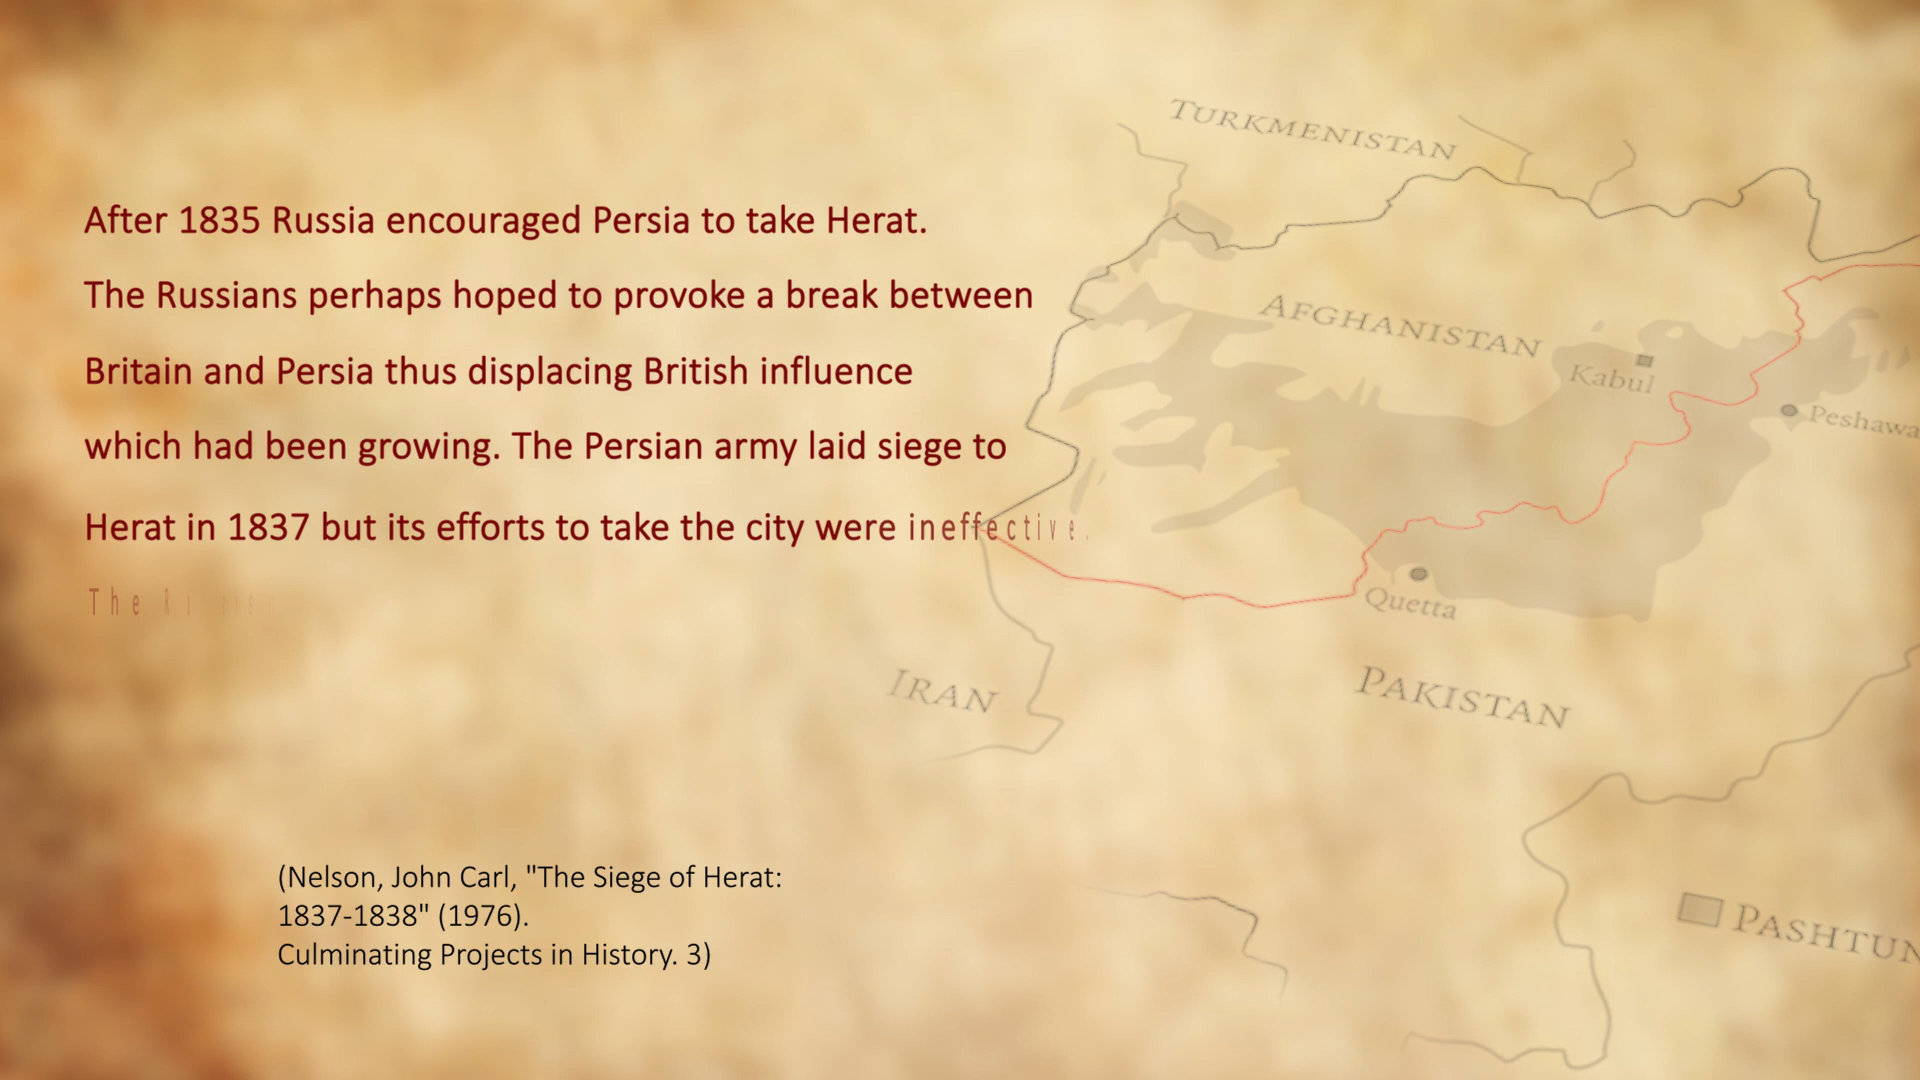 After 1835 Russia encouraged Persia to take Herat.
The Russians perhaps hoped to provoke a break between
Britain and Persia thus displacing British influence
which had been growing. The Persian army laid siege to
Herat in 1837 but its efforts to take the city were ineffective.
The
(Nelson, John Carl, "The Siege of Herat:
1837-1838" (1976).
Culminating Projects in History. 3)
TURKMENISTAN
AFGHANISTAN
Kabul
Peshawa
Quetta
IRAN
PAKISTAN
PASHTUN